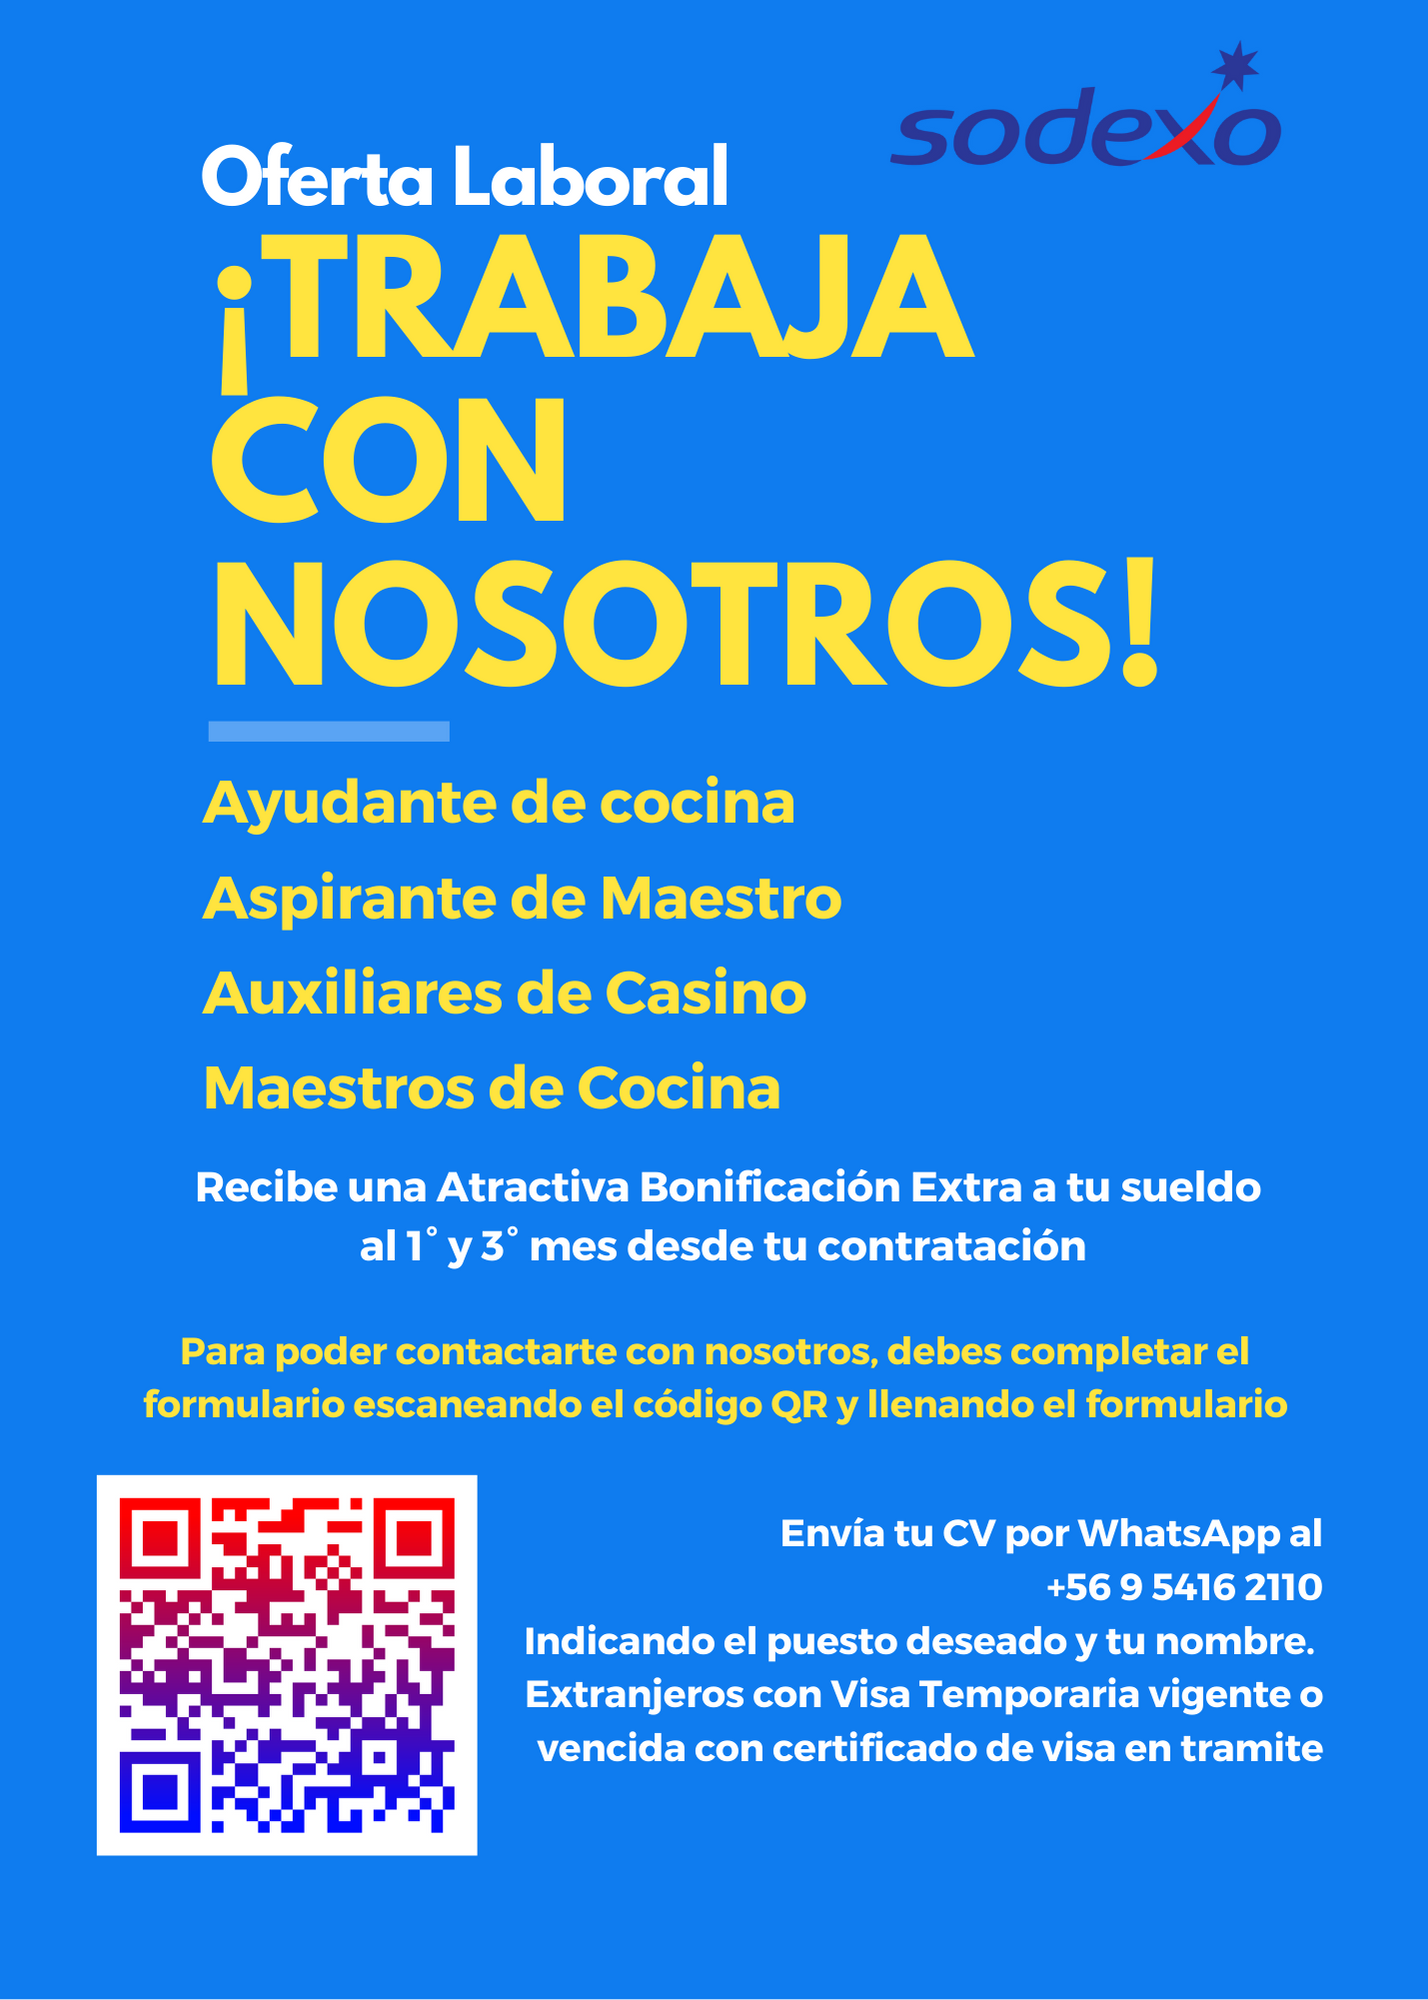 sodexo
Oferta Laboral
¡TRABAJA
CON
NOSOTROS!
Ayudante de cocina
Aspirante de Maestro
Auxiliares de Casino
Maestros de Cocina
Recibe una Atractiva Bonificación Extra a tu sueldo
al 1° y 3° mes desde tu contratación
Para poder contactarte con nosotros, debes completar el
formulario escaneando el código QR y llenando el formulario
Envía tu CV por WhatsApp al
+56 9 5416 2110
Indicando el puesto deseado y tu nombre.
Extranjeros con Visa Temporaria vigente o
vencida con certificado de visa en tramite